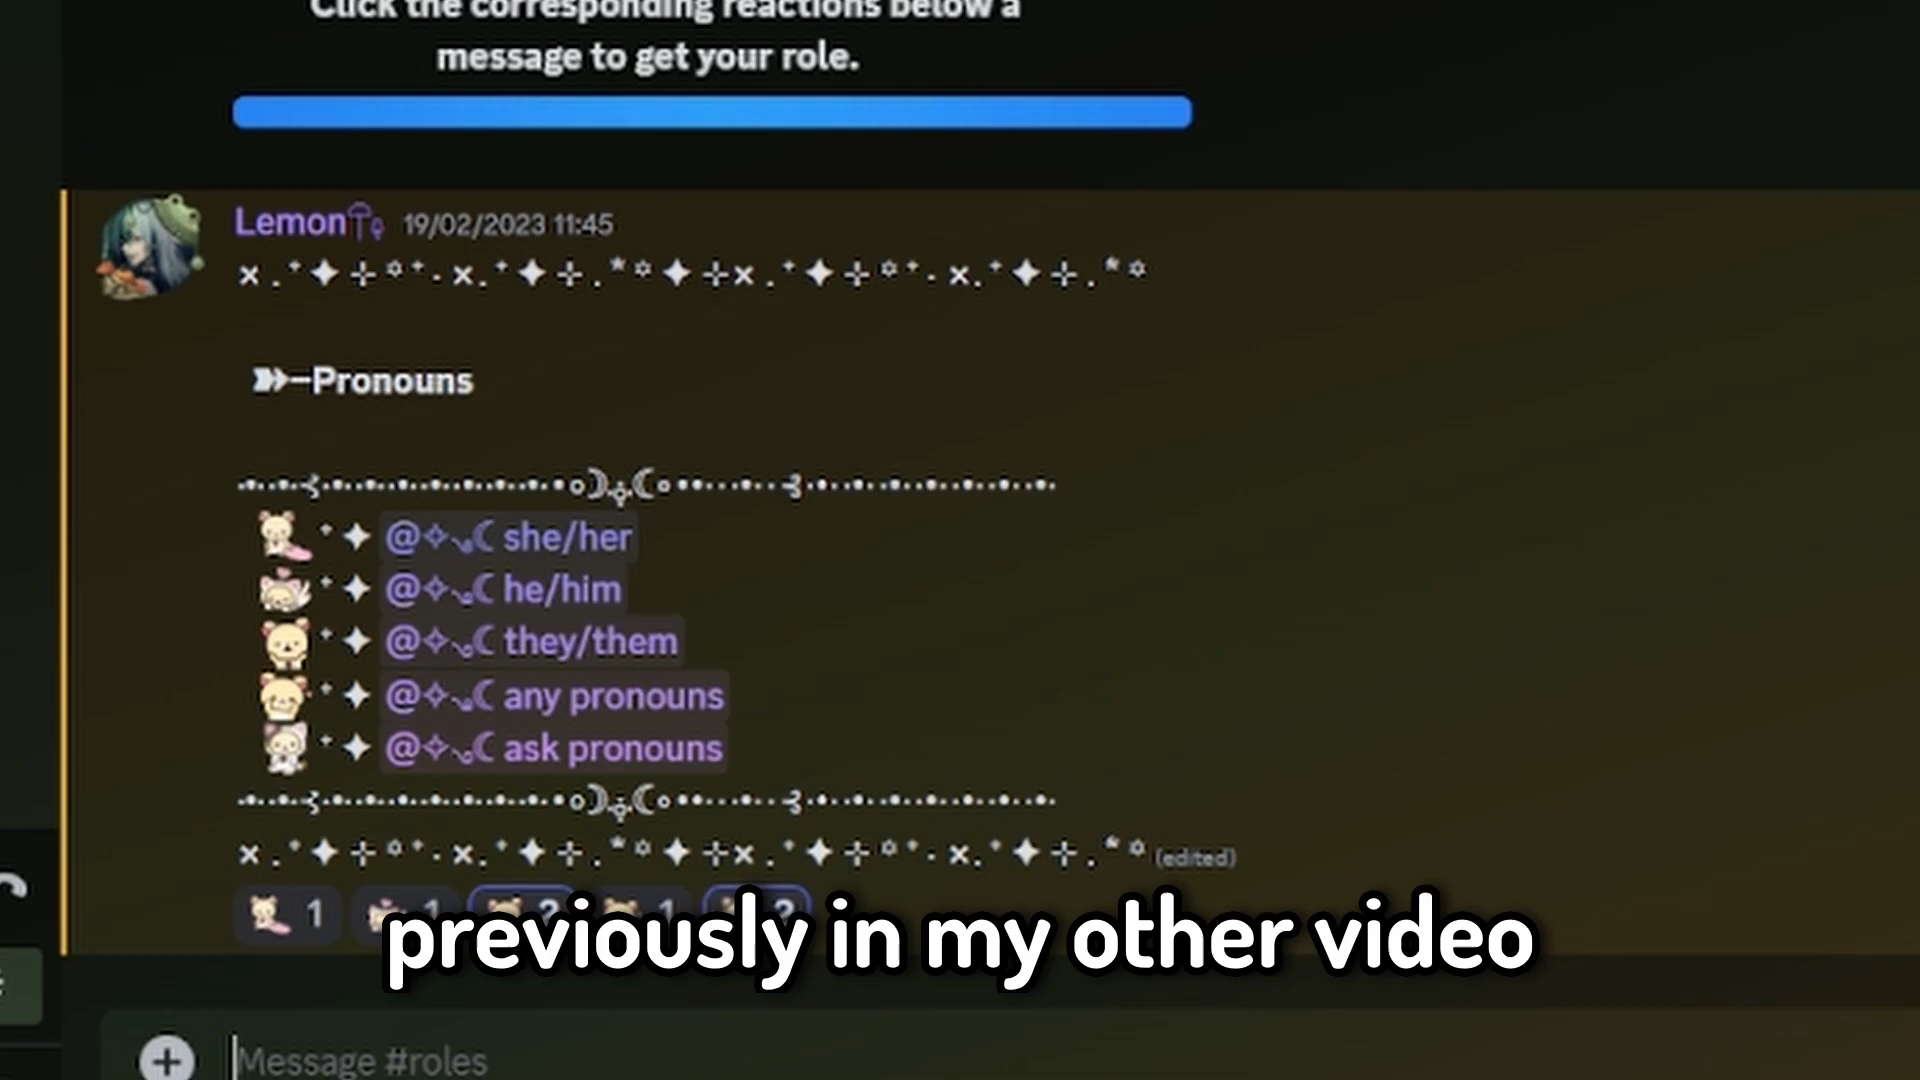 Click the corresponding reactions below a
message to get your role.
Lemon 19/02/2023 11:45
×.⁺✦⊹✡⁺·×.⁺✦⊹.*✡✦⊹×.⁺✦⊹✡⁺·×.⁺✦⊹.*✡
➽─Pronouns
⁺ ✦ @✧ ☾ she/her
⁺ ✦ @✧ ☾ he/him
⁺ ✦ @✧ ☾ they/them
⁺ ✦ @✧ ☾ any pronouns
⁺ ✦ @✧ ☾ ask pronouns
×.⁺✦⊹✡⁺·×.⁺✦⊹.*✡✦⊹×.⁺✦⊹✡⁺·×.⁺✦⊹.*✡ (edited)
1 1 2 1 2
previously in my other video
Message #roles